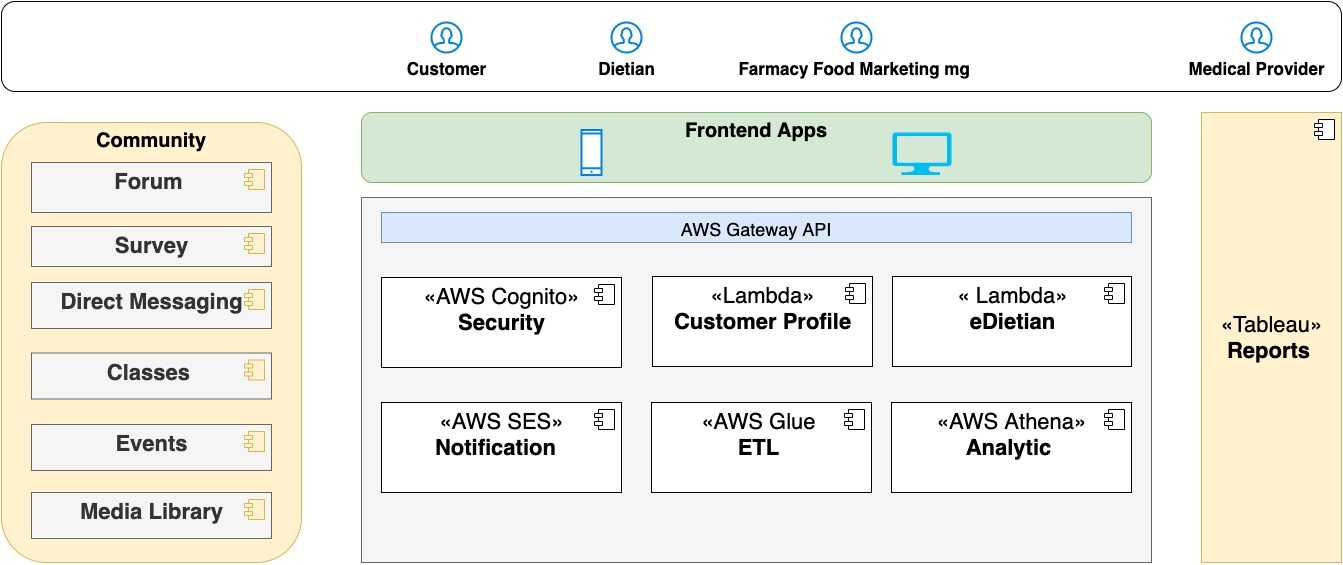 Customer
Dietian
Farmacy Food Marketing mg
Medical Provider
Community
Forum
Survey
Direct Messaging
Classes
Events
Media Library
Frontend Apps
AWS Gateway API
«AWS Cognito»
Security
«Lambda»
Customer Profile
« Lambda»
eDietian
«AWS SES»
Notification
«AWS Glue
ETL
«AWS Athena»
Analytic
«Tableau»
Reports